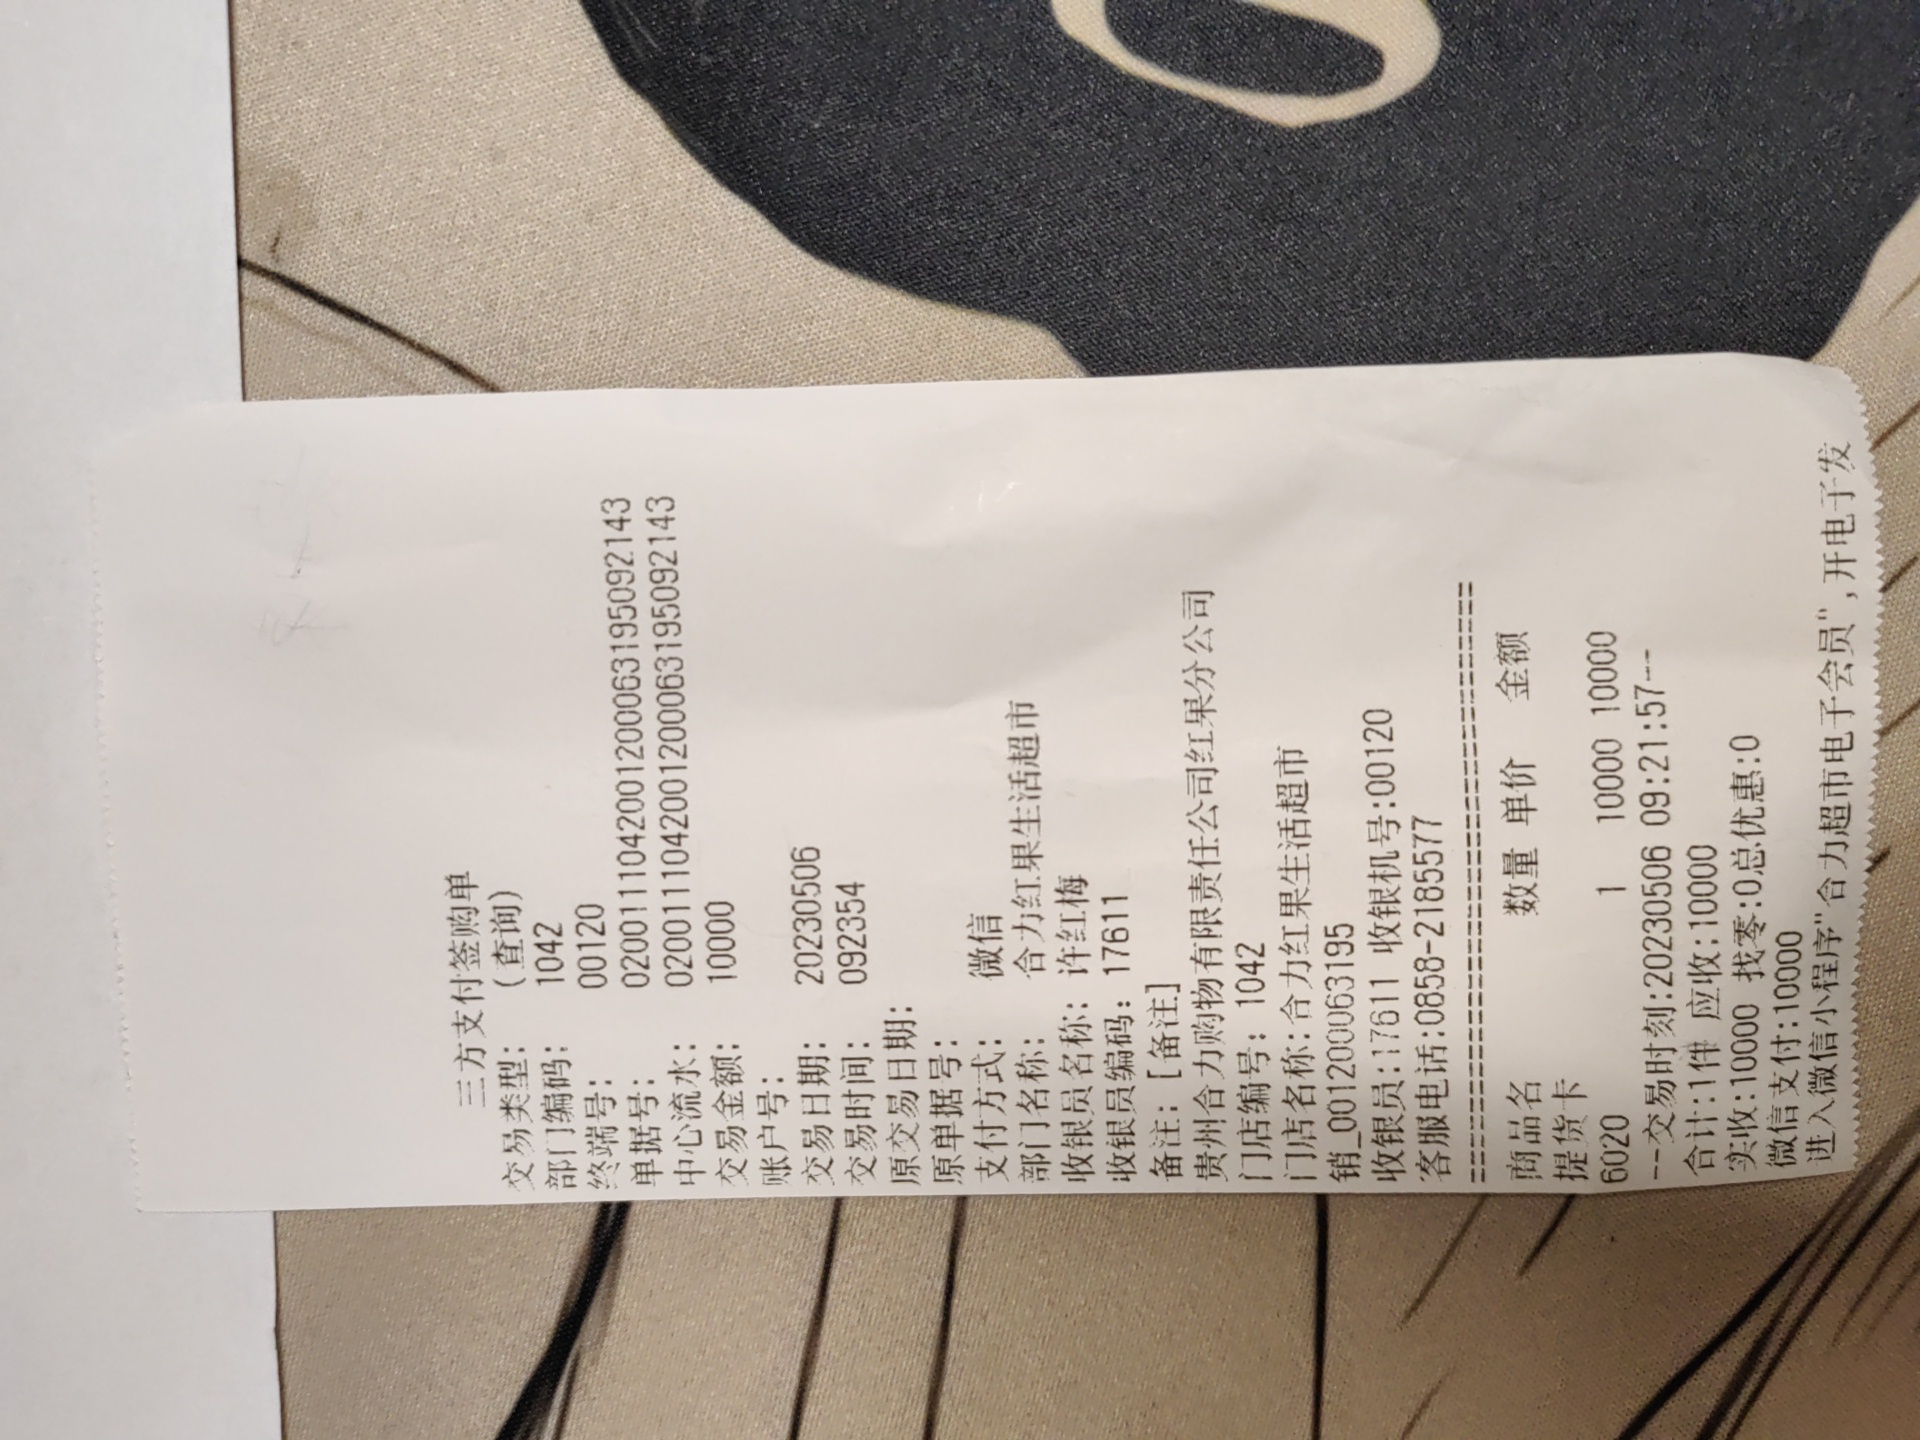 三方支付签购单
交易类型： (查询)
部门编码： 1042
终端号： 00120
单据号： 02001110420012000631950921​43
中心流水： 0200111042001200063195092143
交易金额： 10000
账户号：
交易日期： 20230506
交易时间： 092354
原交易日期：
原单据号：
支付方式： 微信
部门名称： 合力红果生活超市
收银员名称： 许红梅
收银员编码： 17611
备注： [备注]
贵州合力购物有限责任公司红果分公司
门店编号： 1042
门店名称:合力红果生活超市
销_0012000063195
收银员:17611 收银机号:00120
客服电话:0858-2185577
商品名 数量 单价 金额
提货卡
6020 1 10000 10000
--交易时刻:20230506 09:21:57---
合计:1件 应收:10000
实收:10000 找零:0总优惠:0
微信支付:10000
进入微信小程序"合力超市电子会员",开电子发